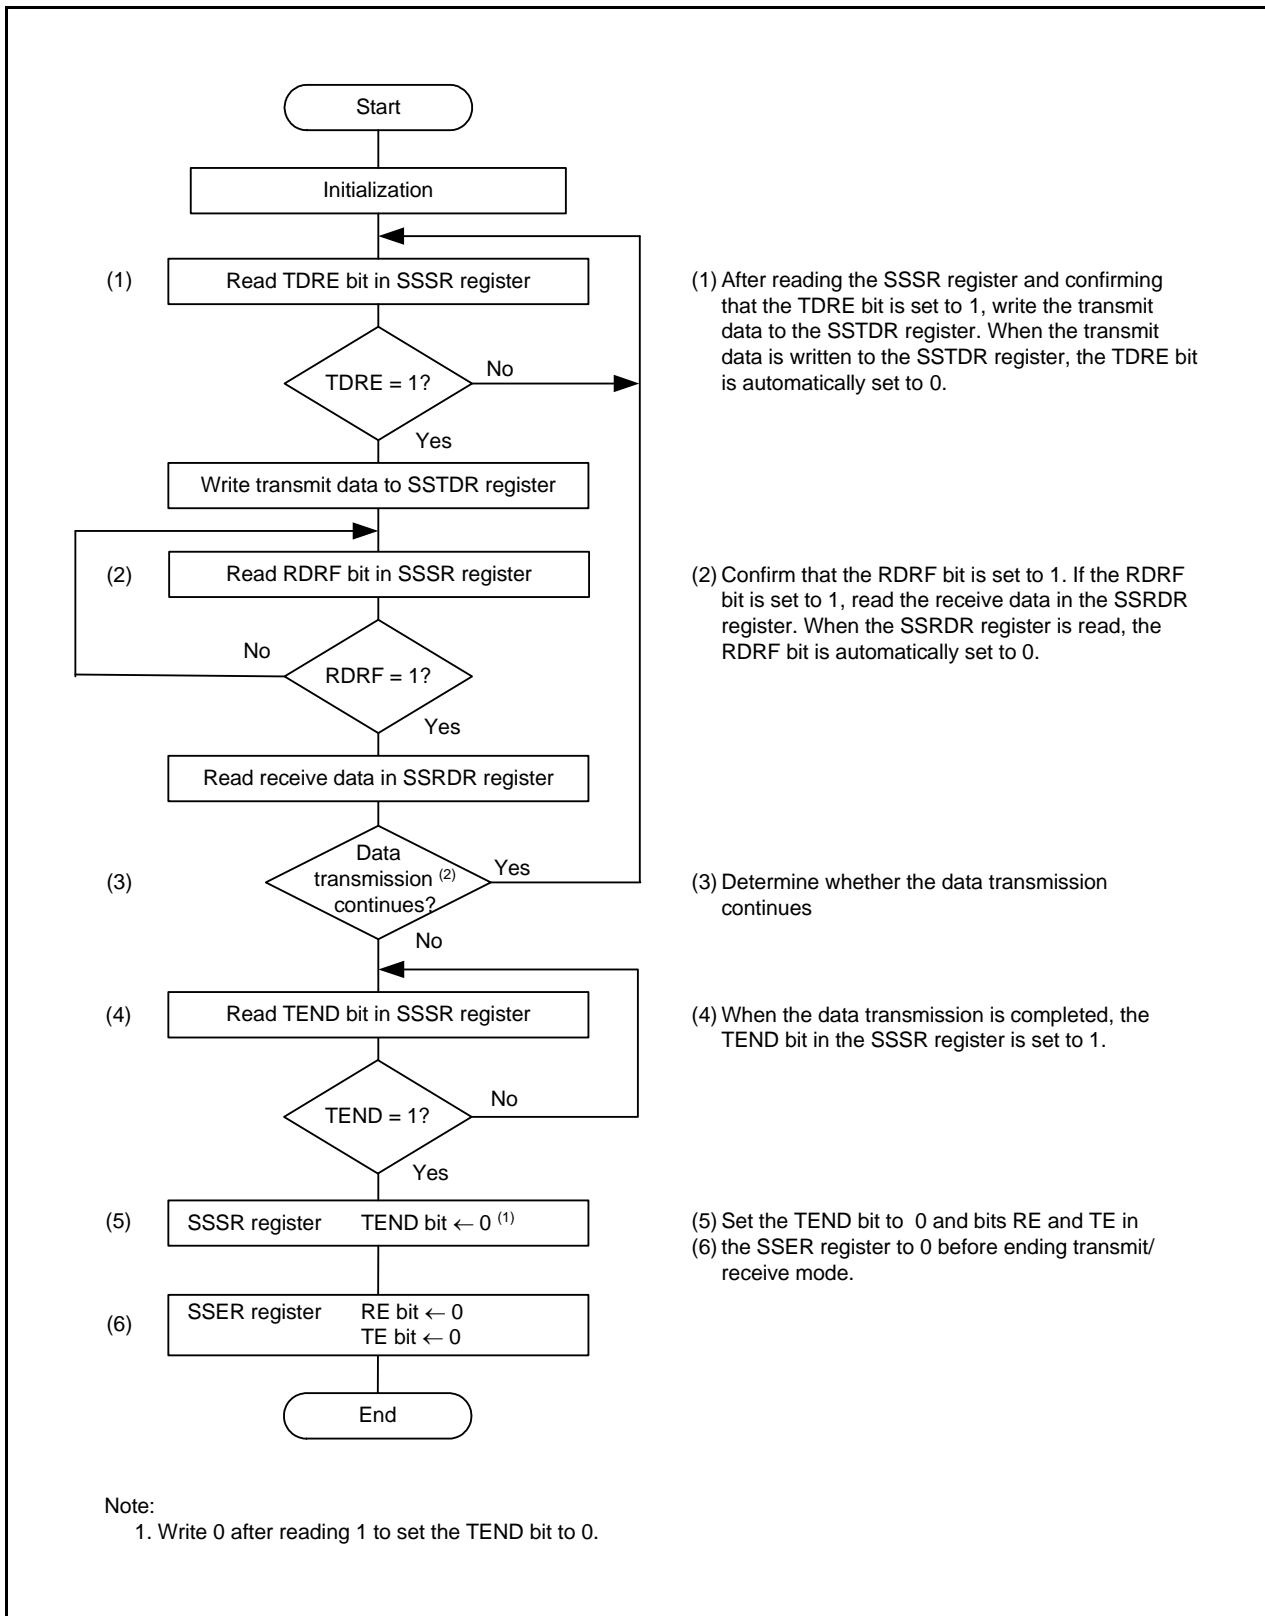 Start
Initialization
(1)
Read TDRE bit in SSSR register
(1) After reading the SSSR register and confirming
that the TDRE bit is set to 1, write the transmit
data to the SSTDR register. When the transmit
data is written to the SSTDR register, the TDRE bit
is automatically set to 0.
TDRE = 1?
No
Yes
Write transmit data to SSTDR register
(2)
Read RDRF bit in SSSR register
(2) Confirm that the RDRF bit is set to 1. If the RDRF
bit is set to 1, read the receive data in the SSRDR
register. When the SSRDR register is read, the
RDRF bit is automatically set to 0.
No
RDRF = 1?
Yes
Read receive data in SSRDR register
(3)
Data
transmission (2)
continues?
Yes
(3) Determine whether the data transmission
continues
No
(4)
Read TEND bit in SSSR register
(4) When the data transmission is completed, the
TEND bit in the SSSR register is set to 1.
TEND = 1?
No
Yes
(5)
SSSR register TEND bit ← 0 (1)
(5) Set the TEND bit to 0 and bits RE and TE in
(6) the SSER register to 0 before ending transmit/
receive mode.
(6)
SSER register RE bit ← 0
TE bit ← 0
End
Note:
1. Write 0 after reading 1 to set the TEND bit to 0.